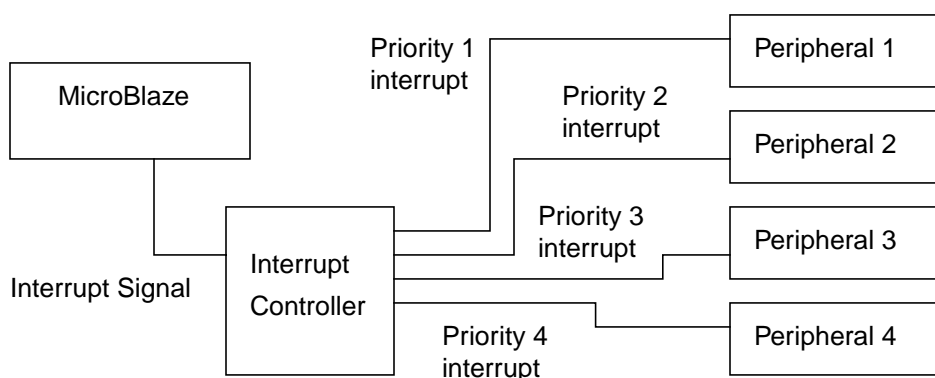 Priority 1
interrupt
Peripheral 1
MicroBlaze
Priority 2
interrupt
Peripheral 2
Priority 3
interrupt
Peripheral 3
Interrupt
Controller
Interrupt Signal
Priority 4
interrupt
Peripheral 4